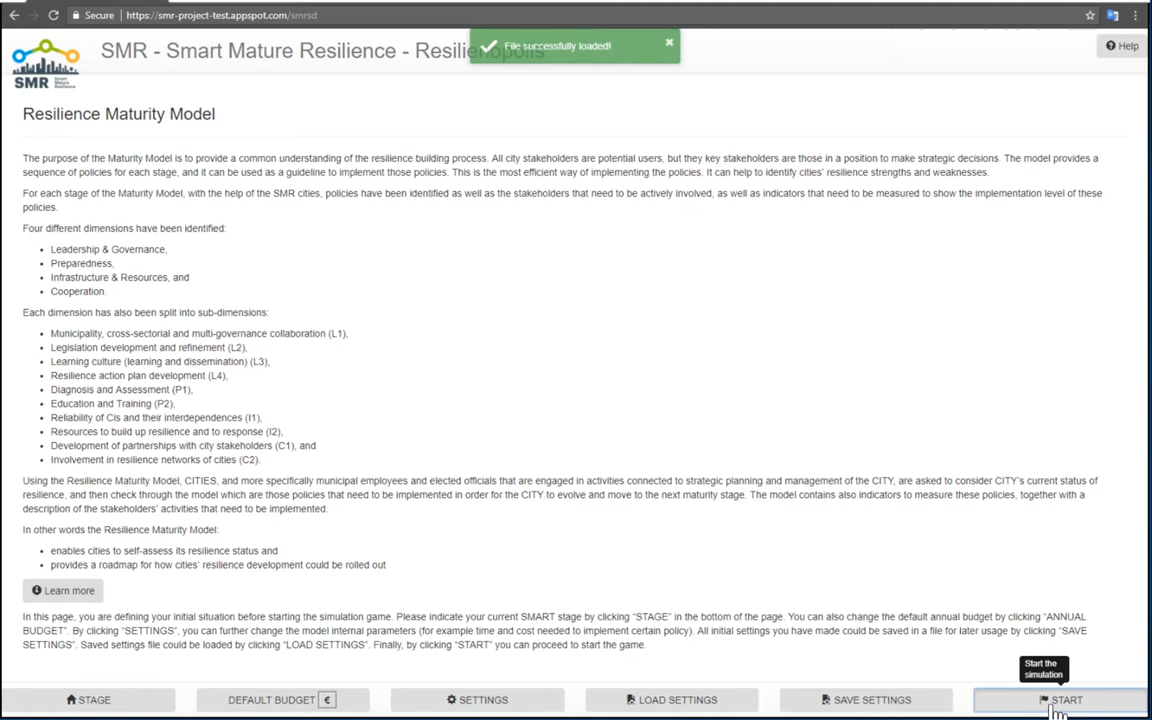 Secure https://smr-project-test.appspot.com/smrsd
SMR - Smart Mature Resilience - Resilienopolis
File successfully loaded!
Help
SMR Smart Mature Resilience
Resilience Maturity Model
The purpose of the Maturity Model is to provide a common understanding of the resilience building process. All city stakeholders are potential users, but they key stakeholders are those in a position to make strategic decisions. The model provides a
sequence of policies for each stage, and it can be used as a guideline to implement those policies. This is the most efficient way of implementing the policies. It can help to identify cities' resilience strengths and weaknesses.
For each stage of the Maturity Model, with the help of the SMR cities, policies have been identified as well as the stakeholders that need to be actively involved, as well as indicators that need to be measured to show the implementation level of these
policies.
Four different dimensions have been identified:
• Leadership & Governance,
• Preparedness,
• Infrastructure & Resources, and
• Cooperation.
Each dimension has also been split into sub-dimensions:
• Municipality, cross-sectorial and multi-governance collaboration (L1),
• Legislation development and refinement (L2),
• Learning culture (learning and dissemination) (L3),
• Resilience action plan development (L4),
• Diagnosis and Assessment (P1),
• Education and Training (P2),
• Reliability of Cis and their interdependences (I1),
• Resources to build up resilience and to response (I2),
• Development of partnerships with city stakeholders (C1), and
• Involvement in resilience networks of cities (C2).
Using the Resilience Maturity Model, CITIES, and more specifically municipal employees and elected officials that are engaged in activities connected to strategic planning and management of the CITY, are asked to consider CITY's current status of
resilience, and then check through the model which are those policies that need to be implemented in order for the CITY to evolve and move to the next maturity stage. The model contains also indicators to measure these policies, together with a
description of the stakeholders' activities that need to be implemented.
In other words the Resilience Maturity Model:
• enables cities to self-assess its resilience status and
• provides a roadmap for how cities' resilience development could be rolled out
Learn more
In this page, you are defining your initial situation before starting the simulation game. Please indicate your current SMART stage by clicking “STAGE” in the bottom of the page. You can also change the default annual budget by clicking “ANNUAL
BUDGET”. By clicking “SETTINGS”, you can further change the model internal parameters (for example time and cost needed to implement certain policy). All initial settings you have made could be saved in a file for later usage by clicking “SAVE
SETTINGS”. Saved settings file could be loaded by clicking “LOAD SETTINGS”. Finally, by clicking “START” you can proceed to start the game.
Start the
simulation
STAGE DEFAULT BUDGET € SETTINGS LOAD SETTINGS SAVE SETTINGS START